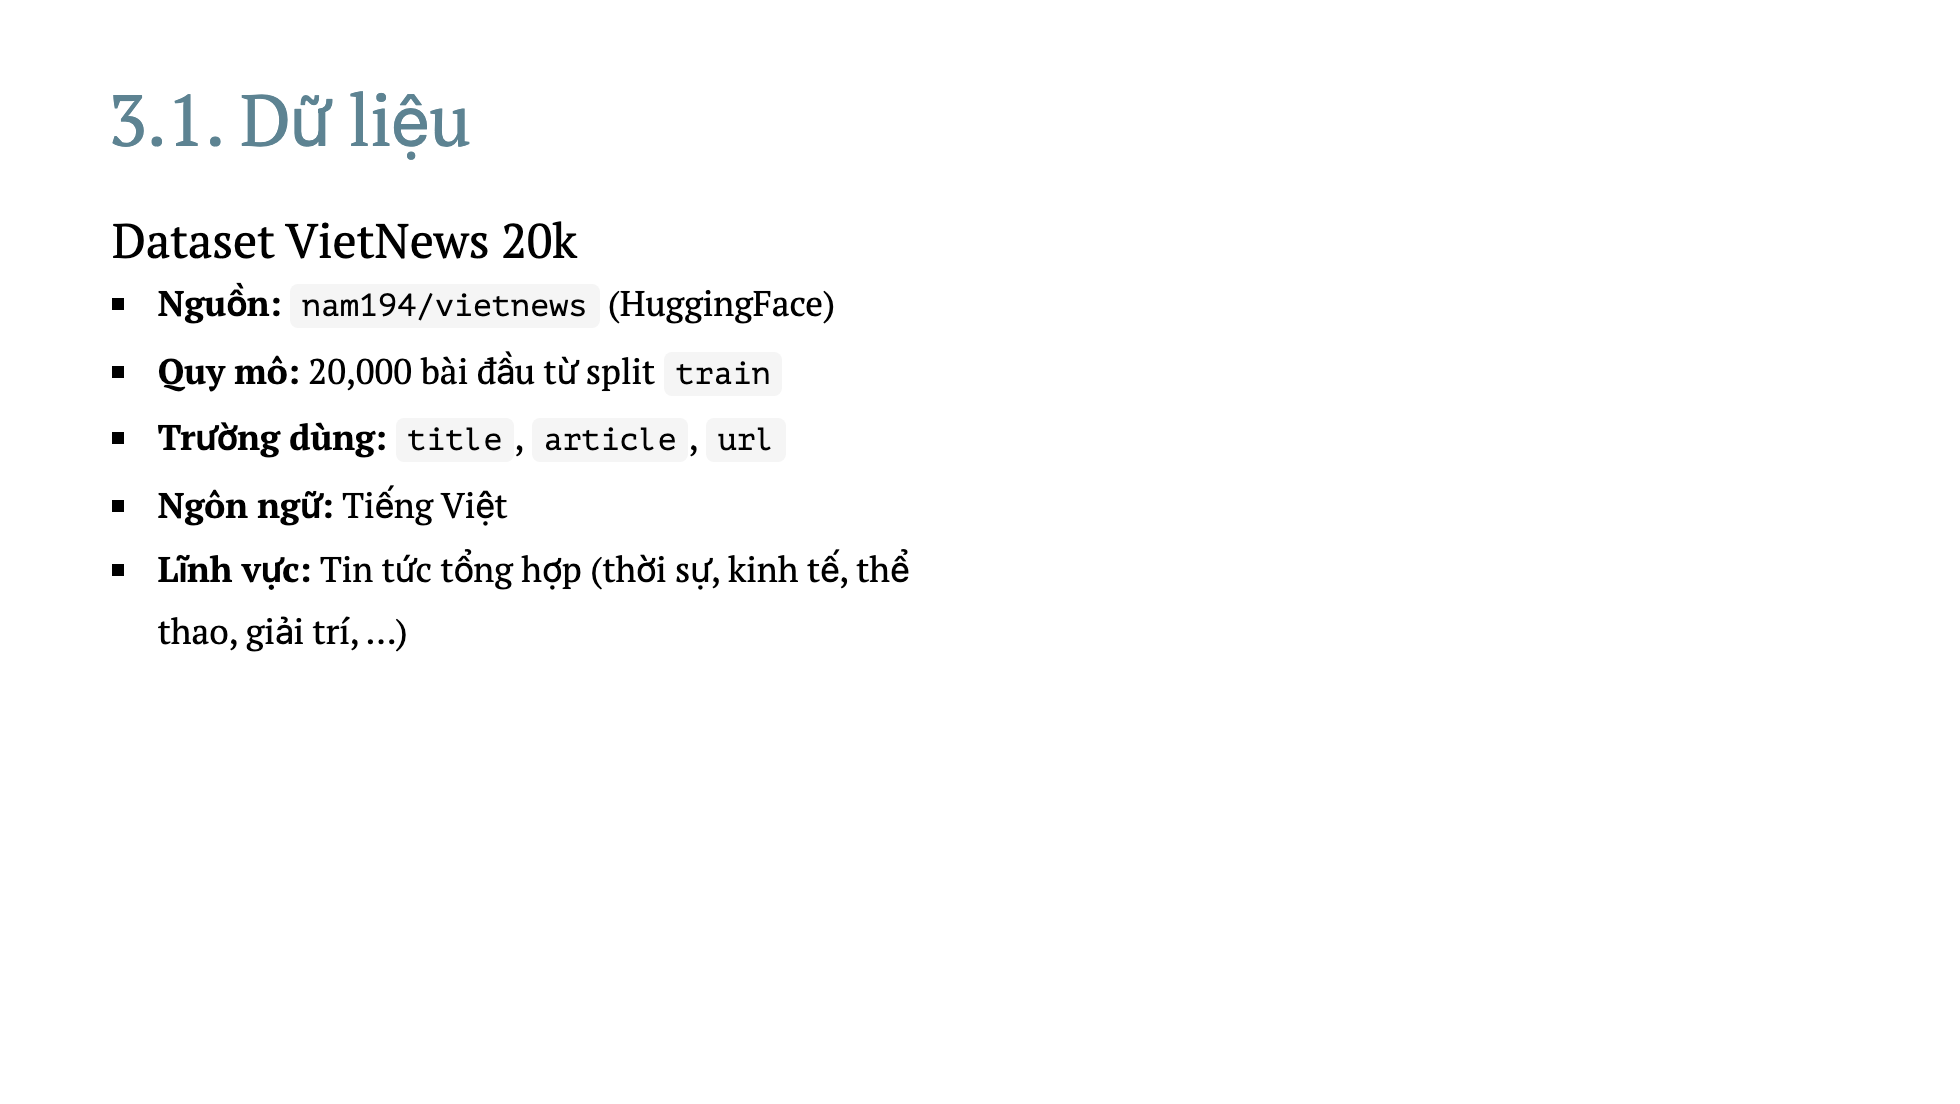 3.1. Dữ liệu
Dataset VietNews 20k
▪ Nguồn: nam194/vietnews (HuggingFace)
▪ Quy mô: 20,000 bài đầu từ split train
▪ Trường dùng: title, article, url
▪ Ngôn ngữ: Tiếng Việt
▪ Lĩnh vực: Tin tức tổng hợp (thời sự, kinh tế, thể
thao, giải trí, ...)